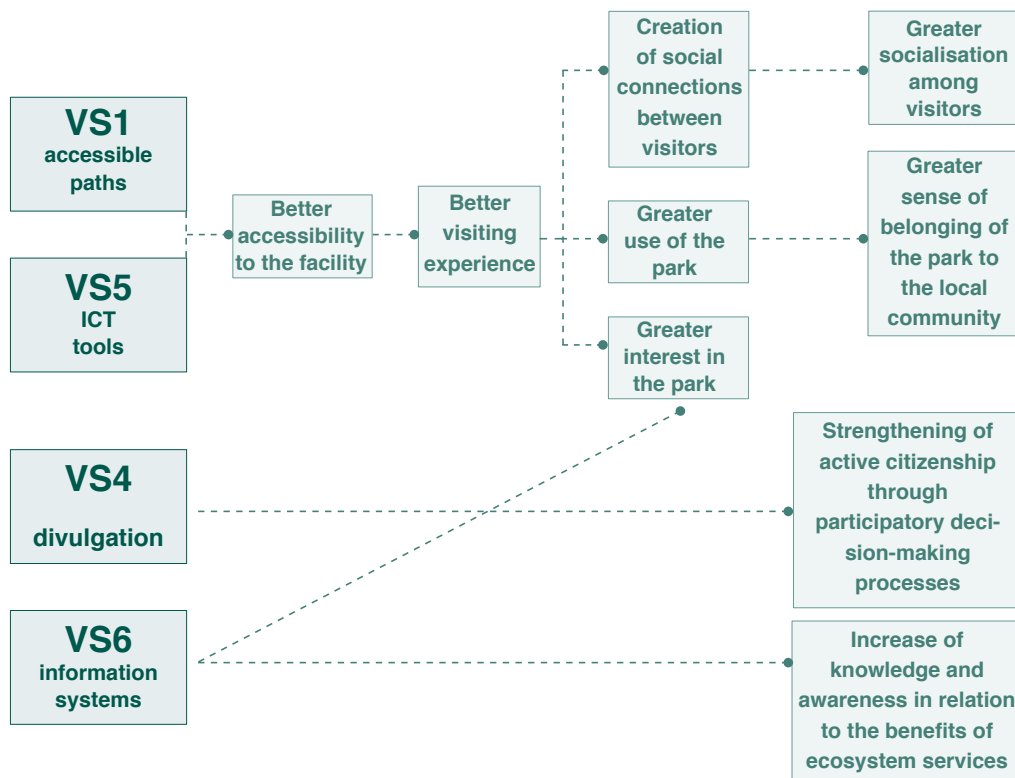 VS1
accessible
paths
VS5
ICT
tools
Better
accessibility
to the facility
Better
visiting
experience
Creation
of social
connections
between
visitors
Greater
socialisation
among
visitors
Greater
use of the
park
Greater
sense of
belonging of
the park to
the local
community
Greater
interest in
the park
VS4
divulgation
Strengthening of
active citizenship
through
participatory deci-
sion-making
processes
VS6
information
systems
Increase of
knowledge and
awareness in relation
to the benefits of
ecosystem services